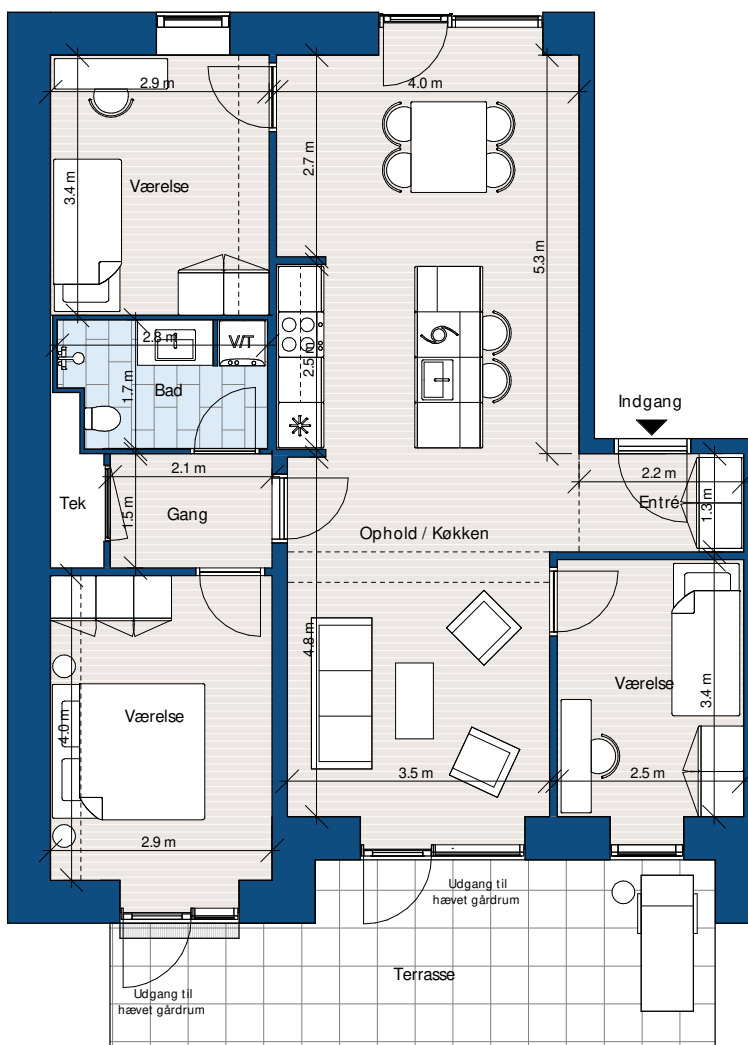 2.9 m
4.0 m
3.4 m
Værelse
2.7 m
5.3 m
2.8 m
V/T
1.7 m
Bad
2.5 m
Indgang
2.1 m
2.2 m
Tek
1.5 m
Gang
Entré
1.3 m
Ophold / Køkken
4.8 m
Værelse
3.4 m
Værelse
4.0 m
3.5 m
2.5 m
2.9 m
Udgang til
hævet gårdrum
Terrasse
Udgang til
hævet gårdrum